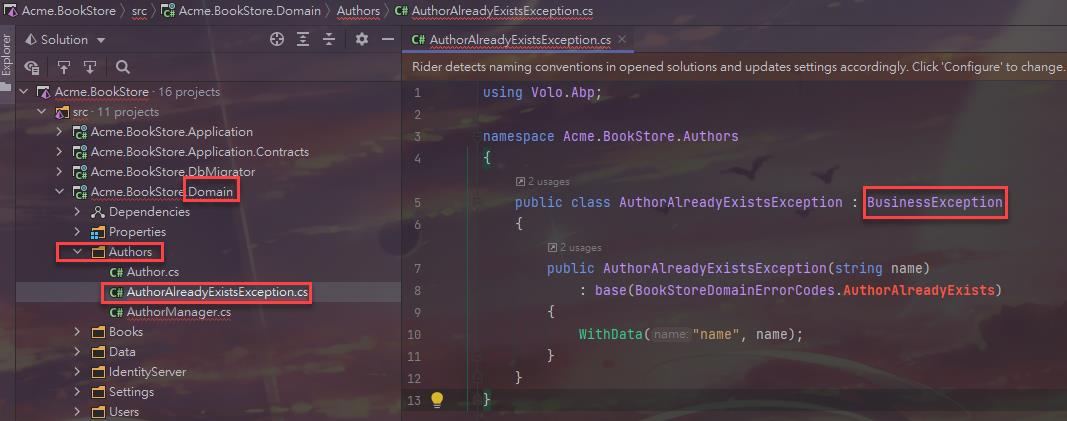 Acme.BookStore › src › Acme.BookStore.Domain › Authors › AuthorAlreadyExistsException.cs
Explorer
Solution
Acme.BookStore · 16 projects
src · 11 projects
Acme.BookStore.Application
Acme.BookStore.Application.Contracts
Acme.BookStore.DbMigrator
Acme.BookStore.Domain
Dependencies
Properties
Authors
C# Author.cs
C# AuthorAlreadyExistsException.cs
C# AuthorManager.cs
Books
Data
IdentityServer
Settings
Users
C# AuthorAlreadyExistsException.cs ×
Rider detects naming conventions in opened solutions and updates settings accordingly. Click 'Configure' to change.
1 using Volo.Abp;
2
3 namespace Acme.BookStore.Authors
4 {
2 usages
5 public class AuthorAlreadyExistsException : BusinessException
6 {
2 usages
7 public AuthorAlreadyExistsException(string name)
8 : base(BookStoreDomainErrorCodes.AuthorAlreadyExists)
9 {
10 WithData(name: "name", name);
11 }
12 }
13 }